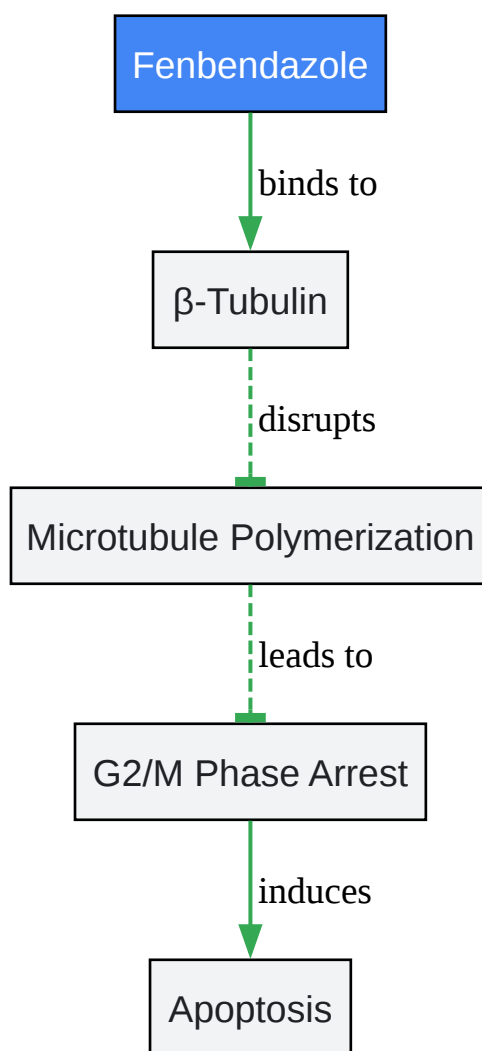 Fenbendazole
binds to
β-Tubulin
disrupts
Microtubule Polymerization
leads to
G2/M Phase Arrest
induces
Apoptosis